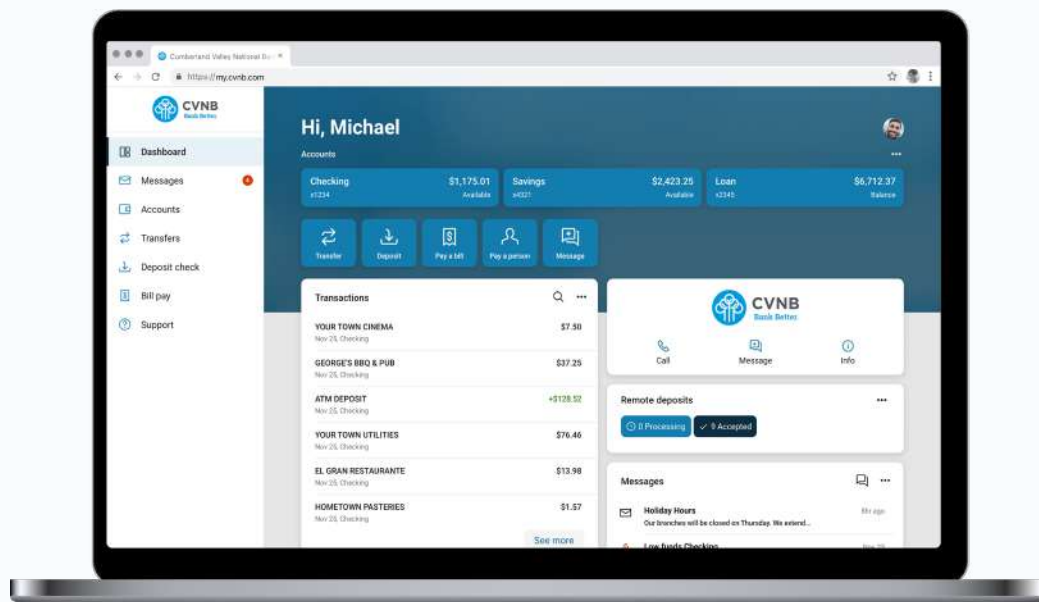 Cumberland Valley National Ban
https://my.cvnb.com
CVNB
Bank Better
Dashboard
Messages
4
Accounts
Transfers
Deposit check
Bill pay
Support
Hi, Michael
Accounts
Checking
$1,175.01
x1234
Available
Savings
$2,423.25
x4321
Available
Loan
$6,712.37
x2345
Balance
Transfer
Deposit
Pay a bill
Pay a person
Message
Transactions
YOUR TOWN CINEMA
$7.50
Nov 25, Checking
GEORGE'S BBQ & PUB
$37.25
Nov 25, Checking
ATM DEPOSIT
+$128.52
Nov 25, Checking
YOUR TOWN UTILITIES
$76.46
Nov 25, Checking
EL GRAN RESTAURANTE
$13.98
Nov 25, Checking
HOMETOWN PASTERIES
$1.57
Nov 25, Checking
See more
CVNB
Bank Better
Call
Message
Info
Remote deposits
0 Processing
9 Accepted
Messages
Holiday Hours
ago
Our branches will be closed on Thursday. We extend...
Low funds Checking